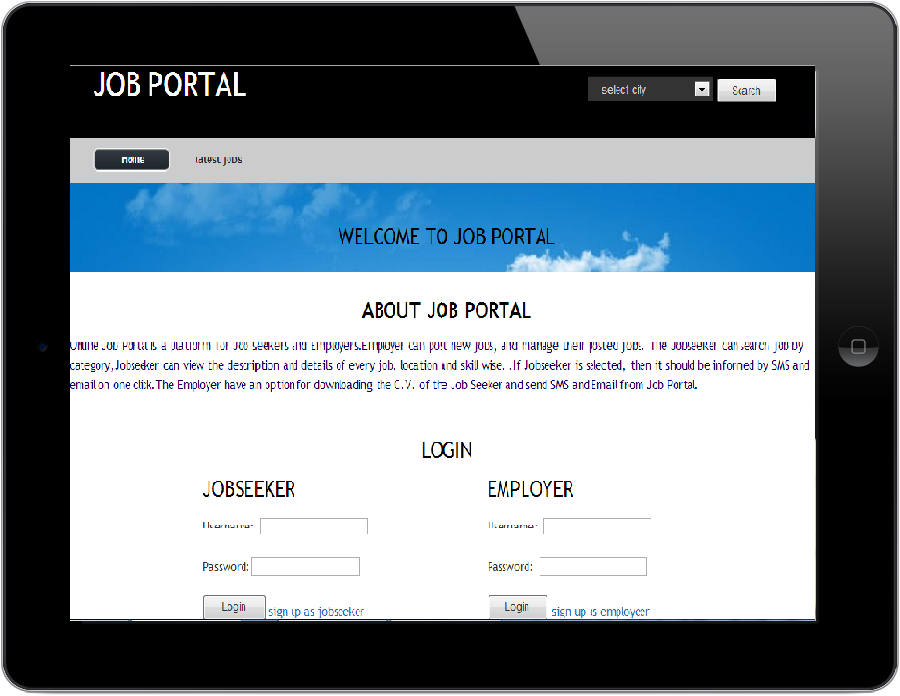 JOB PORTAL
select city
Search
Home
latest jobs
WELCOME TO JOB PORTAL
ABOUT JOB PORTAL
Online Job Portal is a platform for Job seekers and Employers.Employer can post new jobs, and manage their posted jobs. The Jobseeker can search job by
category,Jobseeker can view the description and details of every job, location and skill wise. .If Jobseeker is selected, then it should be informed by SMS and
email on one click.The Employer have an option for downloading the C.V. of the Job Seeker and send SMS and Email from Job Portal.
LOGIN
JOBSEEKER
EMPLOYER
Username:
Username:
Password:
Password:
Login
sign up as jobseeker
Login
sign up as employeer